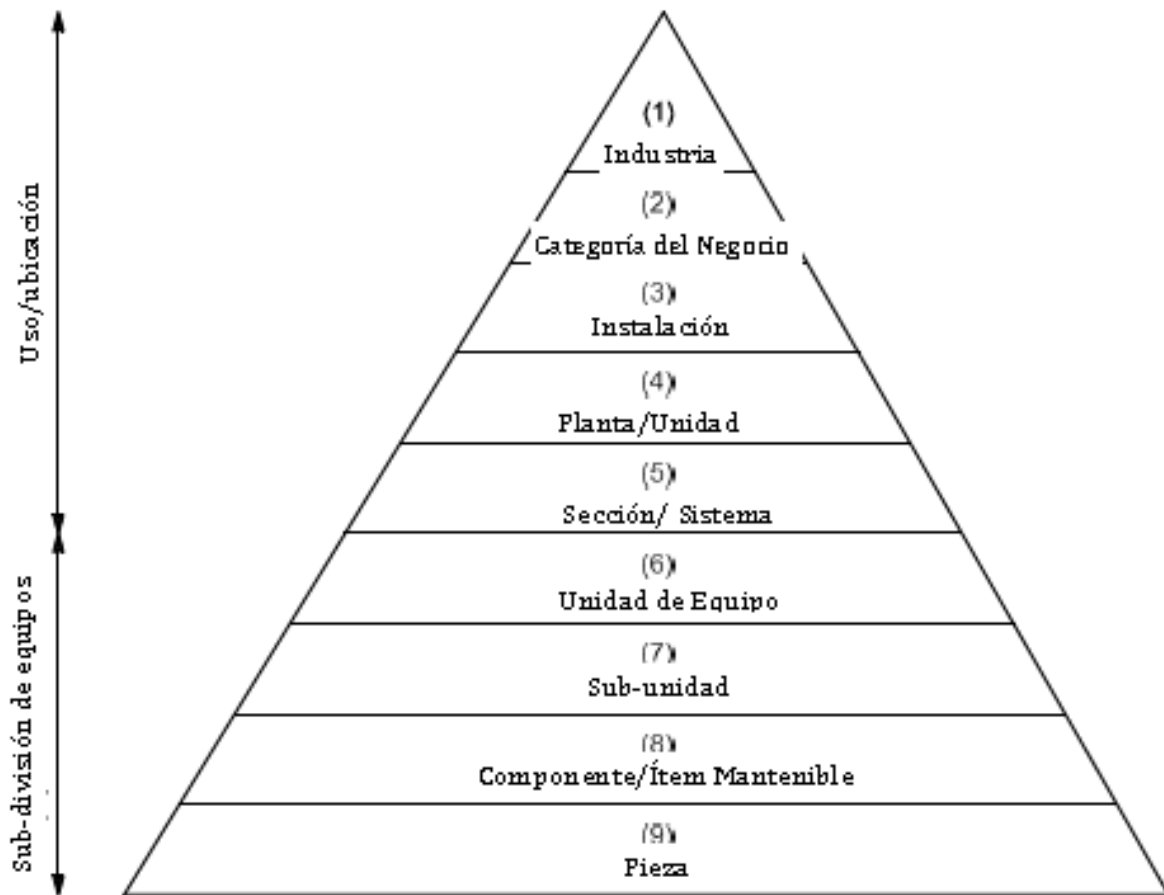 (1)
Industria
(2)
Categoría del Negocio
(3)
Instalación
(4)
Planta/Unidad
(5)
Sección/ Sistema
(6)
Unidad de Equipo
(7)
Sub-unidad
(8)
Componente/Ítem Mantenible
(9)
Pieza
Uso/ubicación
Sub-división de equipos